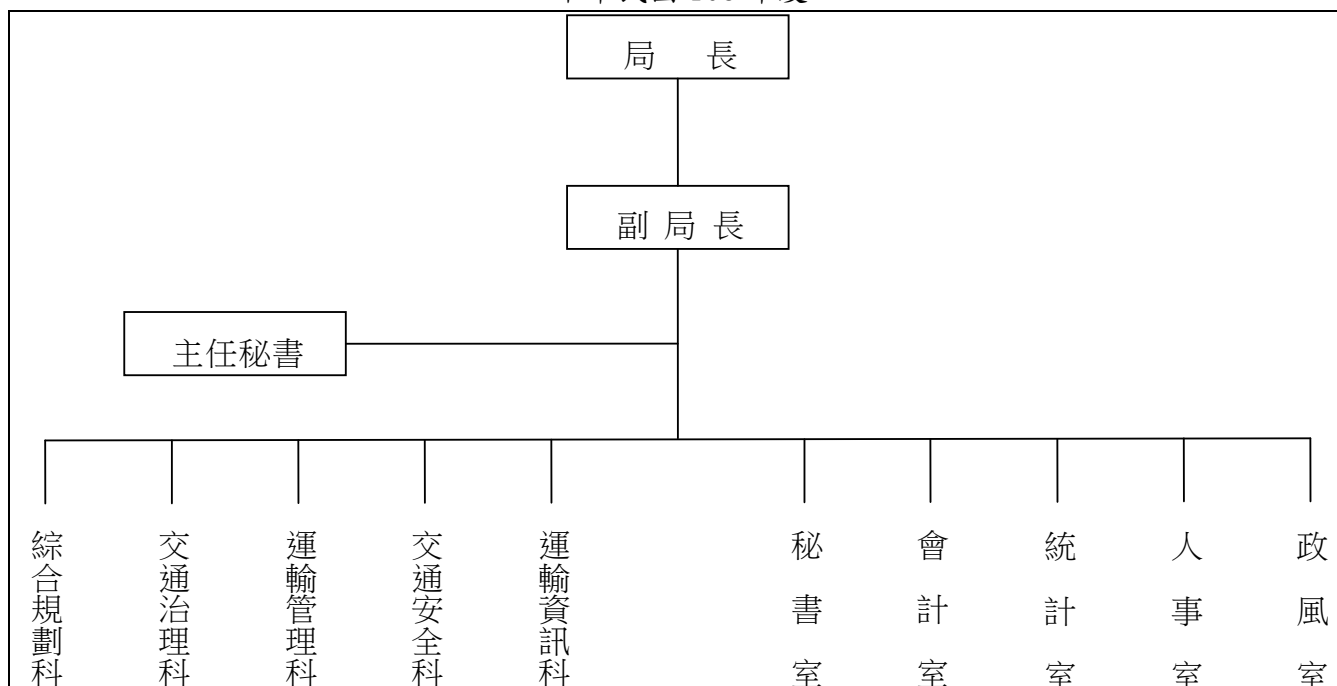 局 長
副 局 長
主任秘書
綜合規劃科
交通治理科
運輸管理科
交通安全科
運輸資訊科
秘書室
會計室
統計室
人事室
政風室